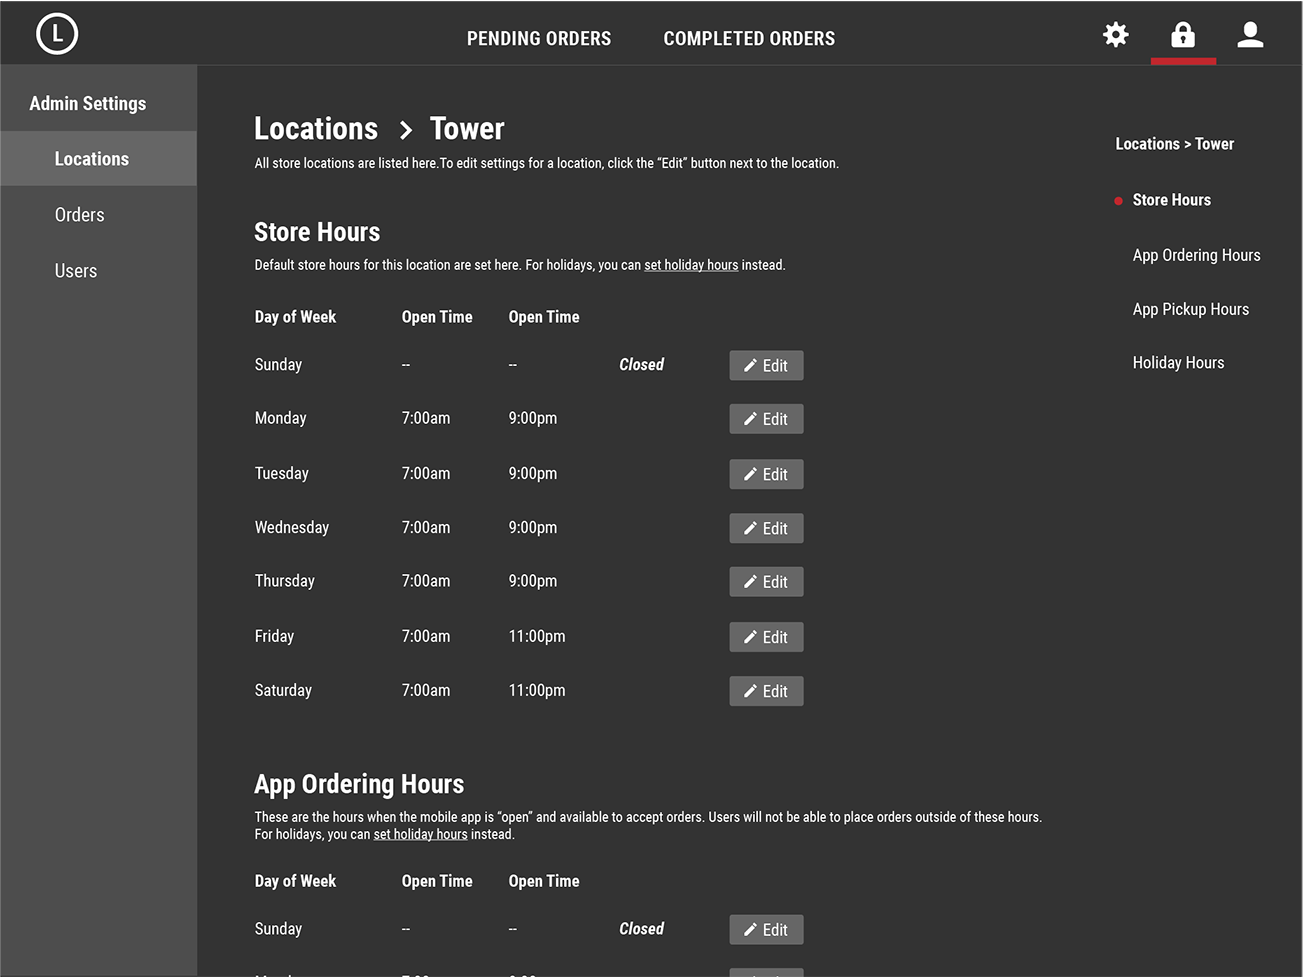 L
PENDING ORDERS
COMPLETED ORDERS
Admin Settings
Locations
Orders
Users
Locations > Tower
All store locations are listed here.To edit settings for a location, click the “Edit” button next to the location.
Store Hours
Default store hours for this location are set here. For holidays, you can set holiday hours instead.
Day of Week Open Time Open Time
Sunday -- -- Closed Edit
Monday 7:00am 9:00pm Edit
Tuesday 7:00am 9:00pm Edit
Wednesday 7:00am 9:00pm Edit
Thursday 7:00am 9:00pm Edit
Friday 7:00am 11:00pm Edit
Saturday 7:00am 11:00pm Edit
App Ordering Hours
These are the hours when the mobile app is “open” and available to accept orders. Users will not be able to place orders outside of these hours.
For holidays, you can set holiday hours instead.
Day of Week Open Time Open Time
Sunday -- -- Closed Edit
Locations > Tower
Store Hours
App Ordering Hours
App Pickup Hours
Holiday Hours